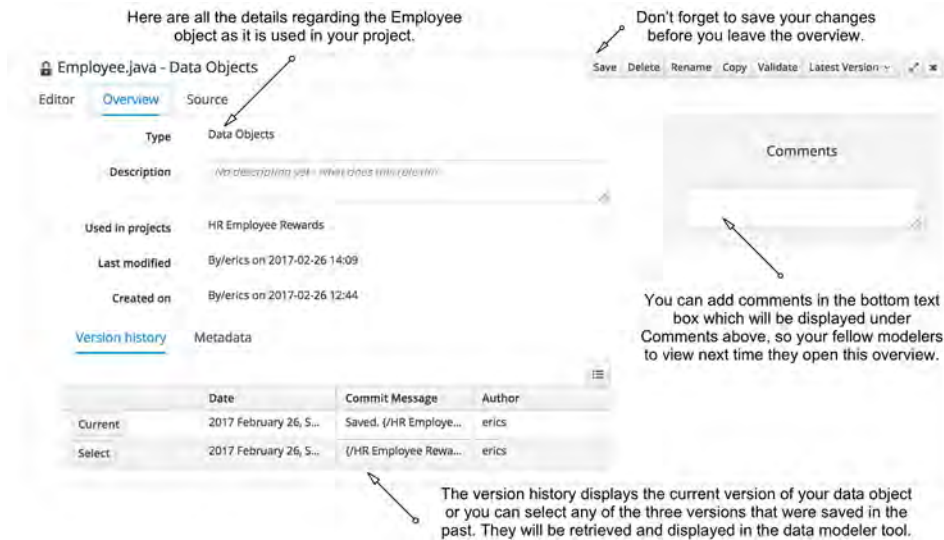 Here are all the details regarding the Employee
object as it is used in your project.
Don't forget to save your changes
before you leave the overview.
Employee.java - Data Objects
Save Delete Rename Copy Validate Latest Version
Editor Overview Source
Type Data Objects
Comments
Description No description yet - what does this
Used in projects HR Employee Rewards
Last modified By/erics on 2017-02-26 14:09
Created on By/erics on 2017-02-26 12:44
You can add comments in the bottom text
box which will be displayed under
Comments above, so your fellow modelers
to view next time they open this overview.
Version history Metadata
Date Commit Message Author
Current 2017 February 26, S... Saved. {/HR Employe... erics
Select 2017 February 26, S... {/HR Employee Rewa... erics
The version history displays the current version of your data object
or you can select any of the three versions that were saved in the
past. They will be retrieved and displayed in the data modeler tool.